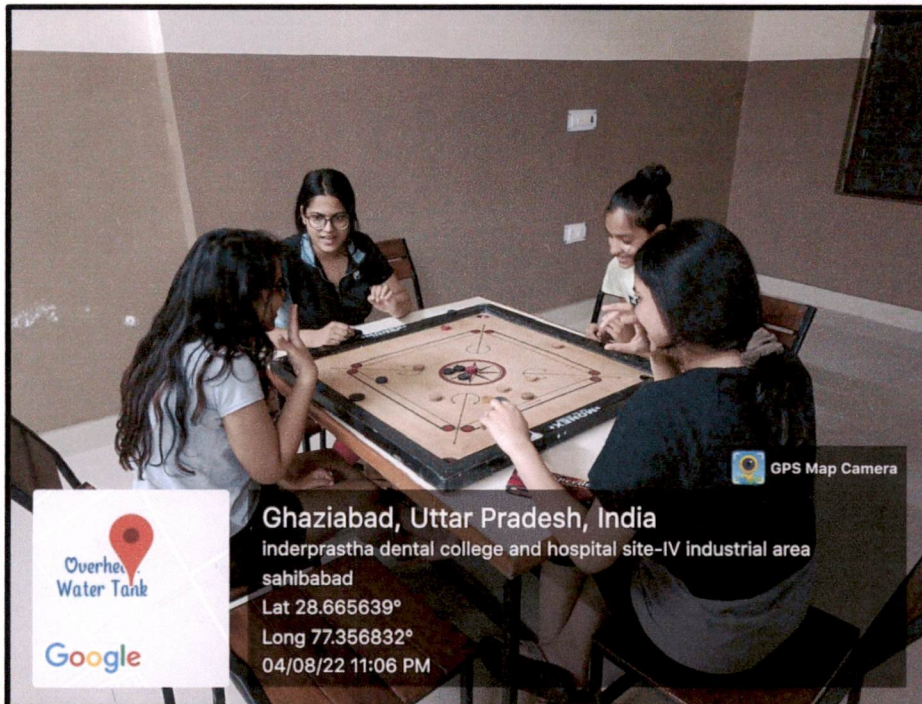 MONEX
GPS Map Camera
Ghaziabad, Uttar Pradesh, India
inderprastha dental college and hospital site-IV industrial area
sahibabad
Lat 28.665639°
Long 77.356832°
04/08/22 11:06 PM
Water Tank
Google